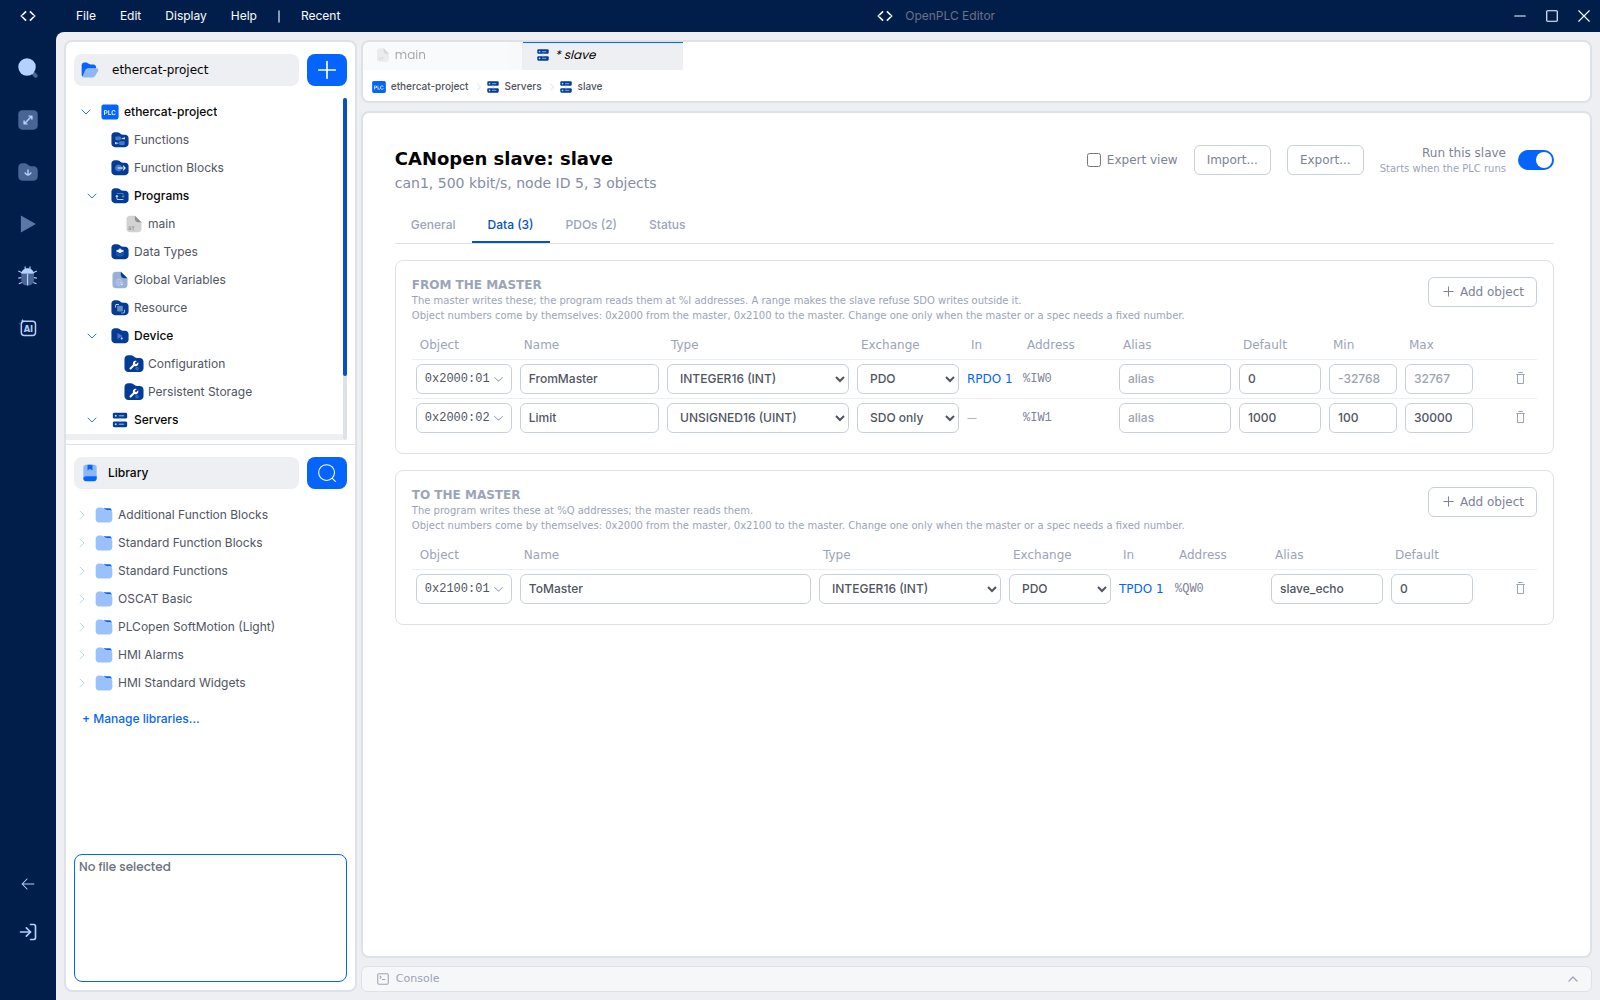 File Edit Display Help | Recent
OpenPLC Editor
ethercat-project
PLC ethercat-project
Functions
Function Blocks
Programs
main
Data Types
Global Variables
Resource
Device
Configuration
Persistent Storage
Servers
Library
Additional Function Blocks
Standard Function Blocks
Standard Functions
OSCAT Basic
PLCopen SoftMotion (Light)
HMI Alarms
HMI Standard Widgets
+ Manage libraries...
No file selected
AI
main
* slave
PLC ethercat-project Servers slave
CANopen slave: slave
can1, 500 kbit/s, node ID 5, 3 objects
Expert view
Import...
Export...
Run this slave
Starts when the PLC runs
General Data (3) PDOs (2) Status
FROM THE MASTER
The master writes these; the program reads them at %I addresses. A range makes the slave refuse SDO writes outside it.
Object numbers come by themselves: 0x2000 from the master, 0x2100 to the master. Change one only when the master or a spec needs a fixed number.
+ Add object
Object Name Type Exchange In Address Alias Default Min Max
0x2000:01 FromMaster INTEGER16 (INT) PDO RPDO 1 %IW0 alias 0 -32768 32767
0x2000:02 Limit UNSIGNED16 (UINT) SDO only — %IW1 alias 1000 100 30000
TO THE MASTER
The program writes these at %Q addresses; the master reads them.
Object numbers come by themselves: 0x2000 from the master, 0x2100 to the master. Change one only when the master or a spec needs a fixed number.
+ Add object
Object Name Type Exchange In Address Alias Default
0x2100:01 ToMaster INTEGER16 (INT) PDO TPDO 1 %QW0 slave_echo 0
Console